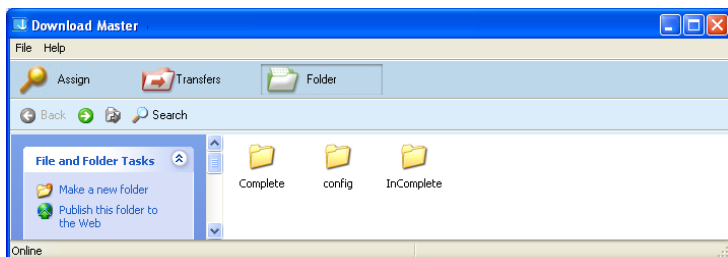 Download Master
File Help
Assign Transfers Folder
Back Search
File and Folder Tasks
Make a new folder
Publish this folder to
the Web
Complete config InComplete
Online